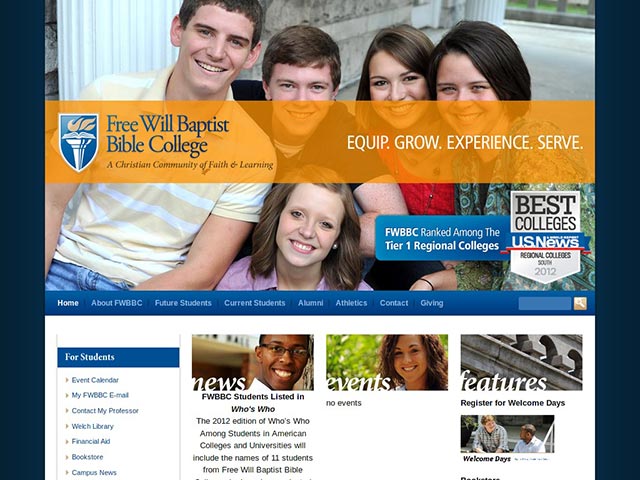 Free Will Baptist
Bible College
A Christian Community of Faith & Learning
EQUIP. GROW. EXPERIENCE. SERVE.
FWBBC Ranked Among The
Tier 1 Regional Colleges
BEST
COLLEGES
U.S.News
REGIONAL COLLEGES
SOUTH
2012
Home About FWBBC Future Students Current Students Alumni Athletics Contact Giving
For Students
Event Calendar
My FWBBC E-mail
Contact My Professor
Welch Library
Financial Aid
Bookstore
Campus News
news
FWBBC Students Listed in
Who's Who
The 2012 edition of Who's Who
Among Students in American
Colleges and Universities will
include the names of 11 students
from Free Will Baptist Bible
events
no events
features
Register for Welcome Days
Welcome Days